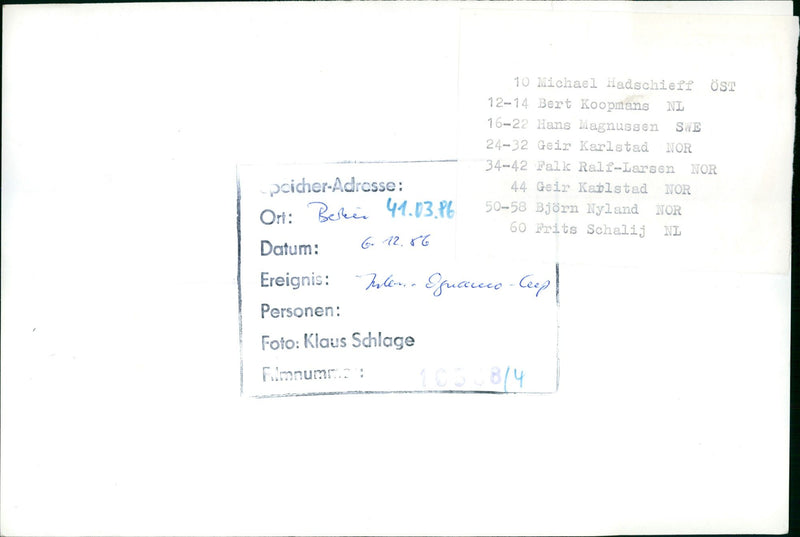 10 Michael Hadschieff ÖST
12-14 Bert Koopmans NL
16-22 Hans Magnussen SWE
24-32 Geir Karlstad NOR
34-42 Falk Ralf-Larsen NOR
44 Geir Karlstad NOR
50-58 Björn Nyland NOR
60 Frits Schalij NL
Speicher-Adresse:
Ort: Berlin 41.03.86
Datum: 6.12.86
Ereignis:
Personen:
Foto: Klaus Schlage
Filmnummer: 8/4